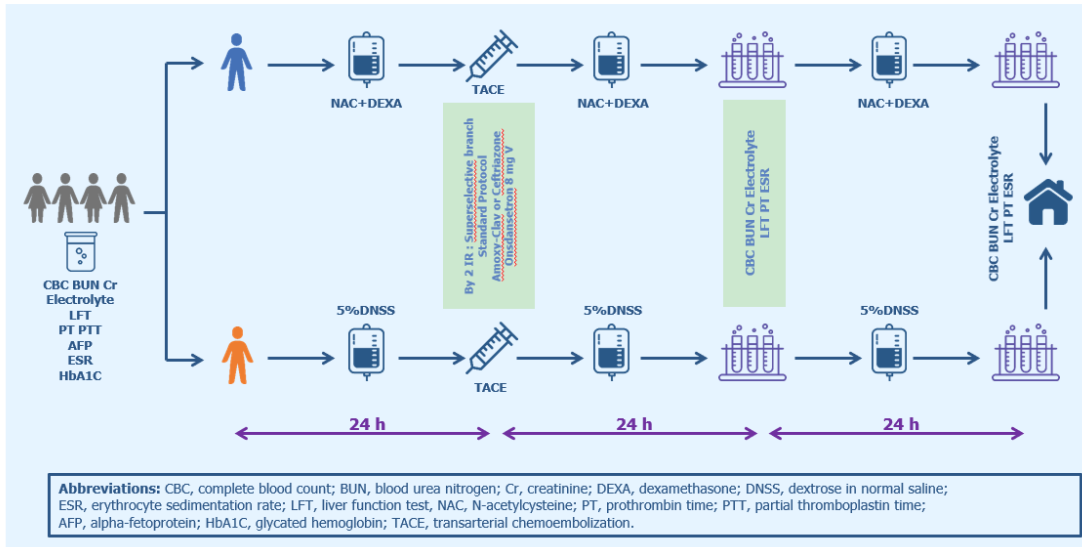 NAC+DEXA
TACE
NAC+DEXA
NAC+DEXA
By 2 IR : Superselective branch
Standard Protocol
Amoxy-Clav or Ceftriazone
Onsdansetron 8 mg V
CBC BUN Cr Electrolyte
LFT PT ESR
CBC BUN Cr Electrolyte
LFT PT ESR
CBC BUN Cr
Electrolyte
LFT
PT PTT
AFP
ESR
HbA1C
5%DNSS
5%DNSS
5%DNSS
TACE
24 h
24 h
24 h
Abbreviations: CBC, complete blood count; BUN, blood urea nitrogen; Cr, creatinine; DEXA, dexamethasone; DNSS, dextrose in normal saline;
ESR, erythrocyte sedimentation rate; LFT, liver function test, NAC, N-acetylcysteine; PT, prothrombin time; PTT, partial thromboplastin time;
AFP, alpha-fetoprotein; HbA1C, glycated hemoglobin; TACE, transarterial chemoembolization.